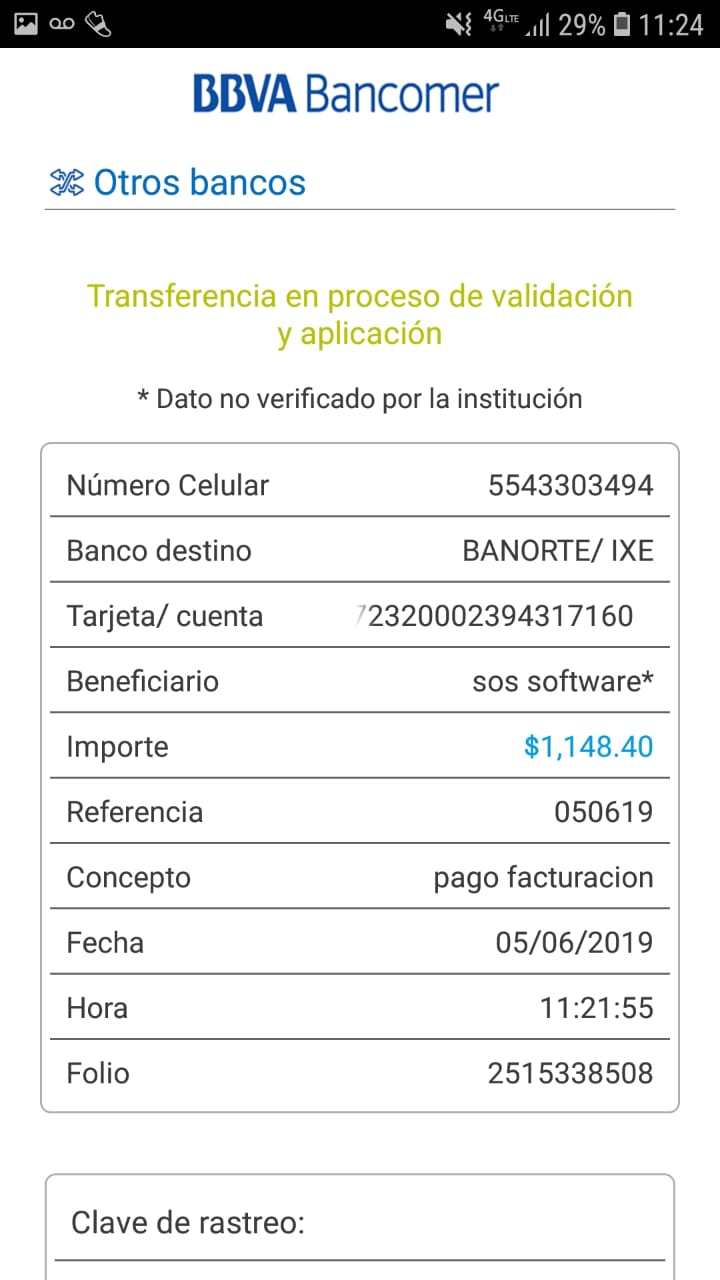 4G LTE 29% 11:24
BBVA Bancomer
Otros bancos
Transferencia en proceso de validación
y aplicación
* Dato no verificado por la institución
Número Celular 5543303494
Banco destino BANORTE/ IXE
Tarjeta/ cuenta 72320002394317160
Beneficiario sos software*
Importe $1,148.40
Referencia 050619
Concepto pago facturacion
Fecha 05/06/2019
Hora 11:21:55
Folio 2515338508
Clave de rastreo: